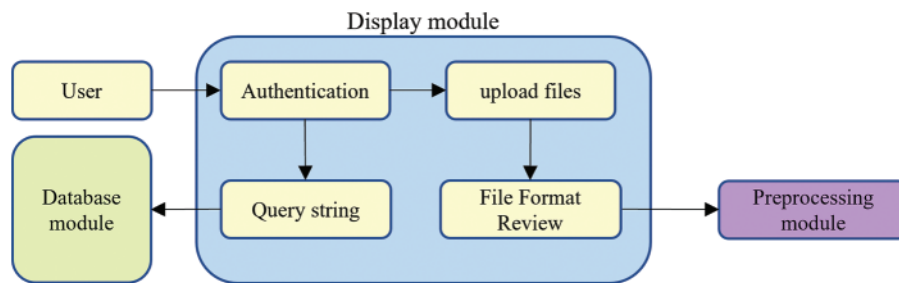 Display module
User
Authentication
upload files
Database
module
Query string
File Format
Review
Preprocessing
module